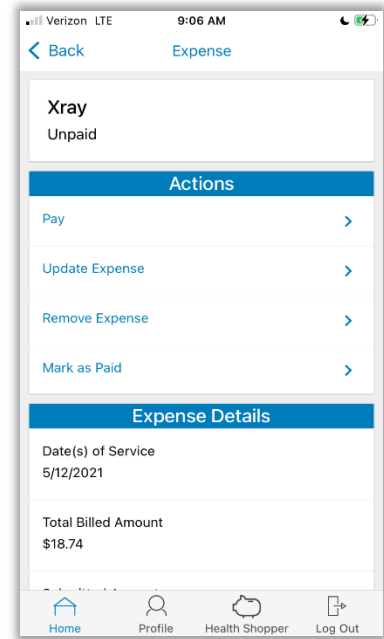 Verizon LTE 9:06 AM
Back Expense
Xray
Unpaid
Actions
Pay
Update Expense
Remove Expense
Mark as Paid
Expense Details
Date(s) of Service
5/12/2021
Total Billed Amount
$18.74
Home Profile Health Shopper Log Out